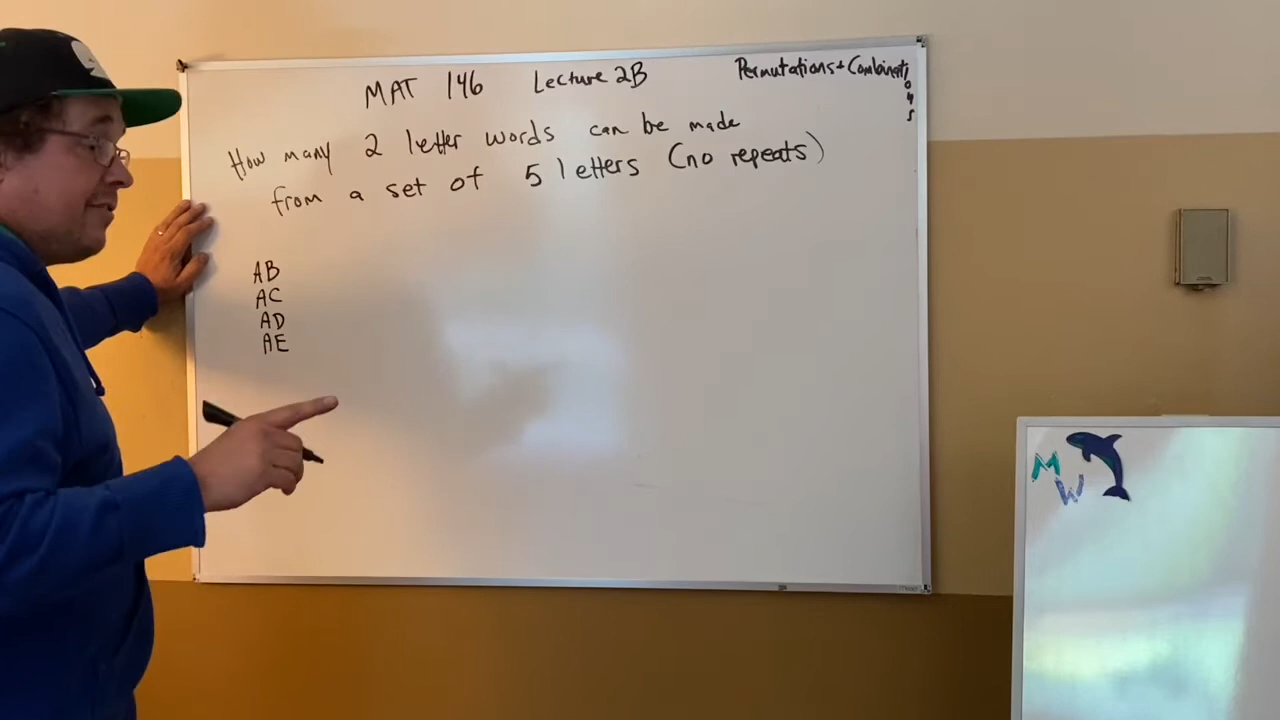 MAT 146 Lecture 2B Permutations + Combinations
How many 2 letter words can be made
from a set of 5 letters (no repeats)
AB
AC
AD
AE
M
W